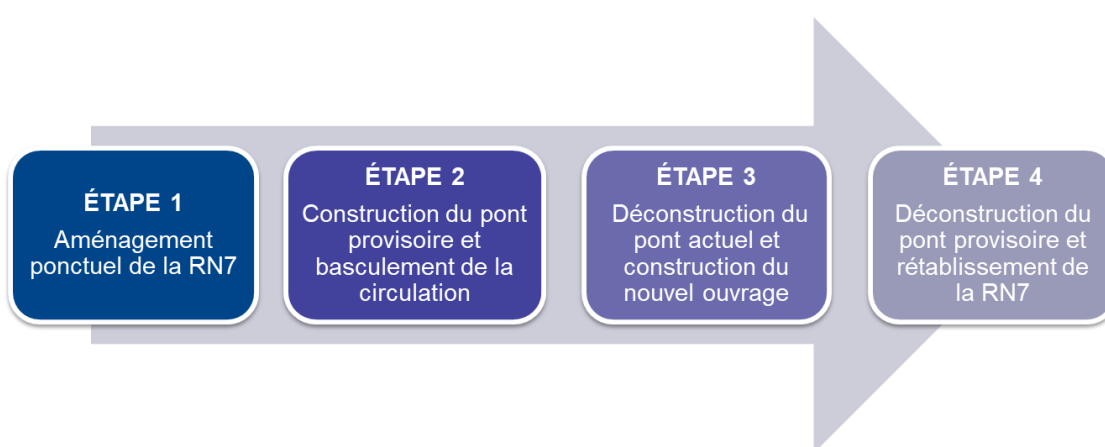 ÉTAPE 1
Aménagement
ponctuel de la RN7
ÉTAPE 2
Construction du pont
provisoire et
basculement de la
circulation
ÉTAPE 3
Déconstruction du
pont actuel et
construction du
nouvel ouvrage
ÉTAPE 4
Déconstruction du
pont provisoire et
rétablissement de
la RN7